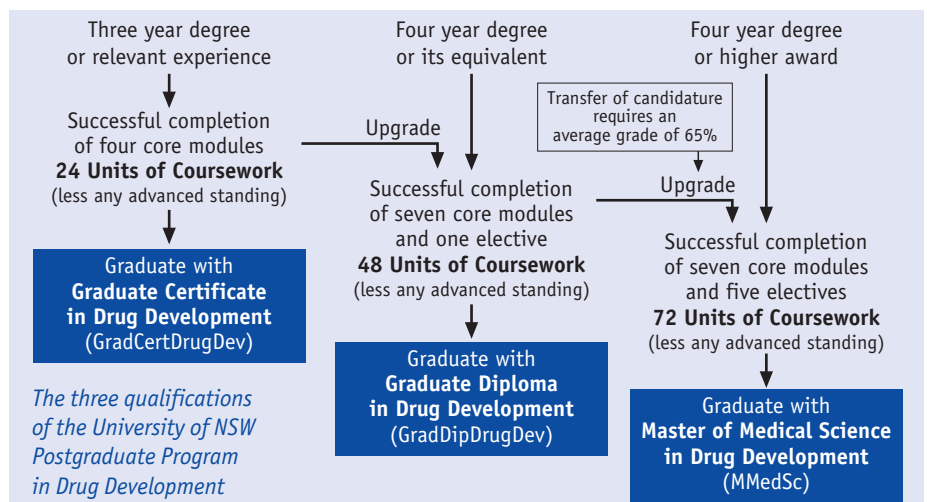 Three year degree
or relevant experience
Successful completion
of four core modules
24 Units of Coursework
(less any advanced standing)
Graduate with
Graduate Certificate
in Drug Development
(GradCertDrugDev)
Upgrade
Four year degree
or its equivalent
Successful completion
of seven core modules
and one elective
48 Units of Coursework
(less any advanced standing)
Graduate with
Graduate Diploma
in Drug Development
(GradDipDrugDev)
Transfer of candidature
requires an
average grade of 65%
Upgrade
Four year degree
or higher award
Successful completion
of seven core modules
and five electives
72 Units of Coursework
(less any advanced standing)
Graduate with
Master of Medical Science
in Drug Development
(MMedSc)
The three qualifications
of the University of NSW
Postgraduate Program
in Drug Development